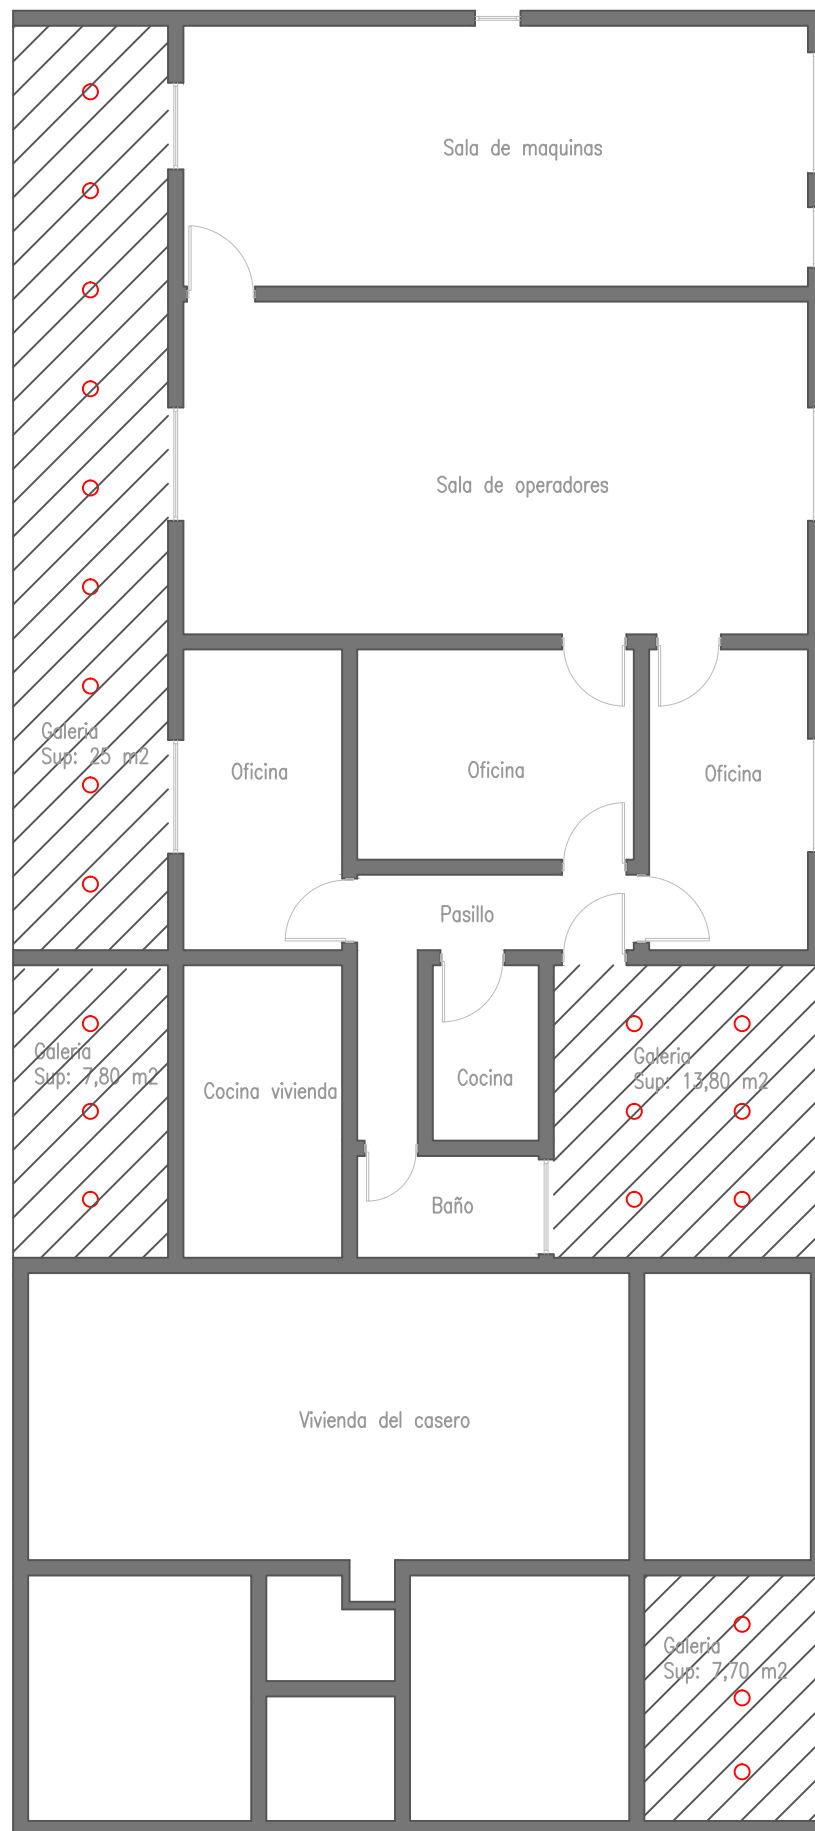 Sala de maquinas
Sala de operadores
Galeria
Sup: 25 m2
Oficina
Oficina
Oficina
Pasillo
Galeria
Sup: 7,80 m2
Cocina vivienda
Cocina
Galeria
Sup: 13,80 m2
Baño
Vivienda del casero
Galeria
Sup: 7,70 m2